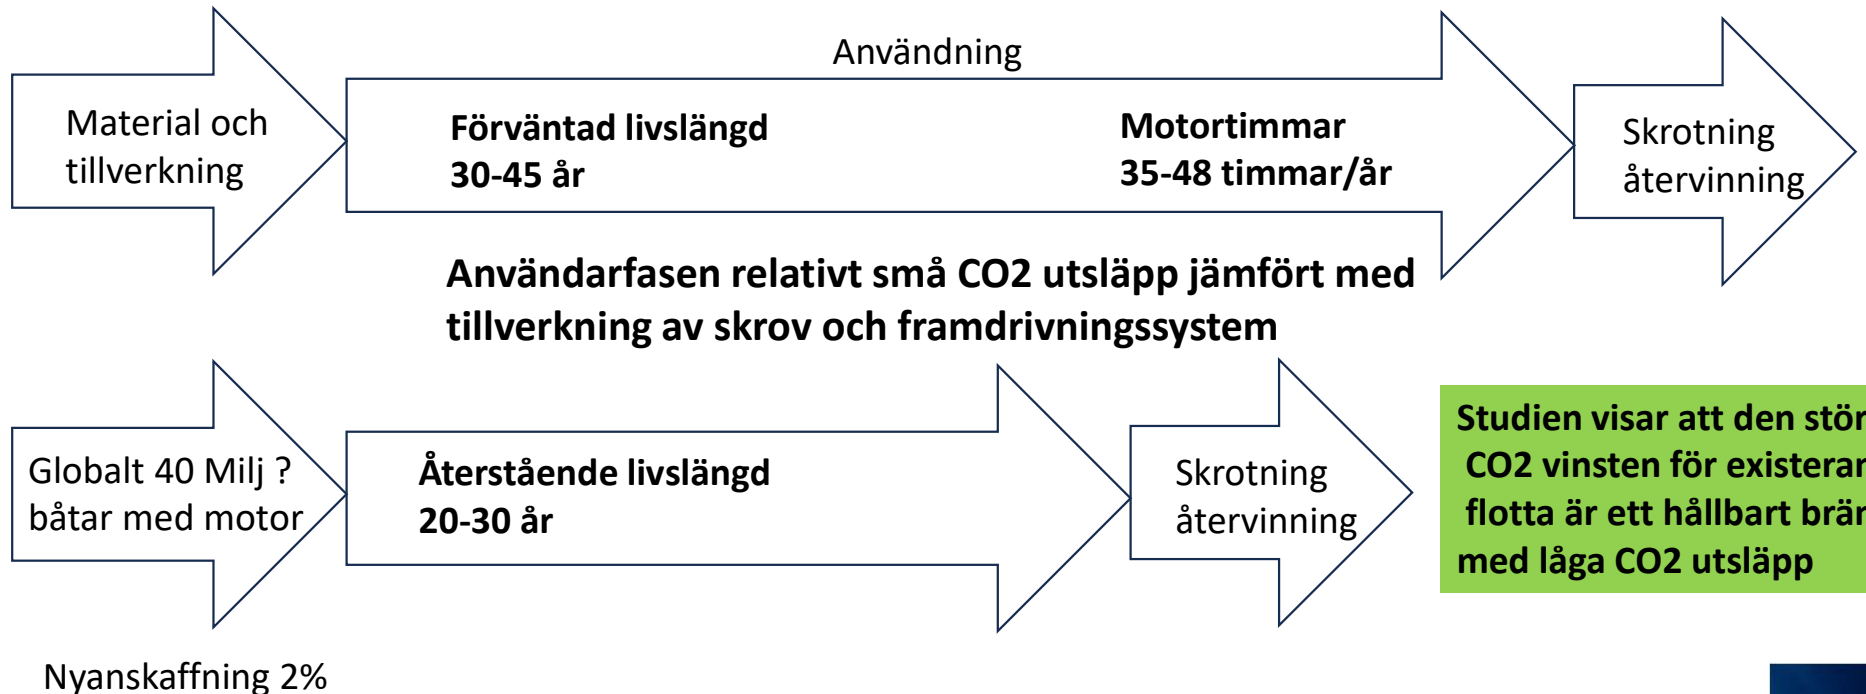 Användning
Material och
tillverkning
Förväntad livslängd
30-45 år
Motortimmar
35-48 timmar/år
Skrotning
återvinning
Användarfasen relativt små CO2 utsläpp jämfört med
tillverkning av skrov och framdrivningssystem
Globalt 40 Milj ?
båtar med motor
Återstående livslängd
20-30 år
Skrotning
återvinning
Studien visar att den
CO2 vinsten för
flotta är ett hållbart
med låga CO2 utsläpp
Nyanskaffning 2%